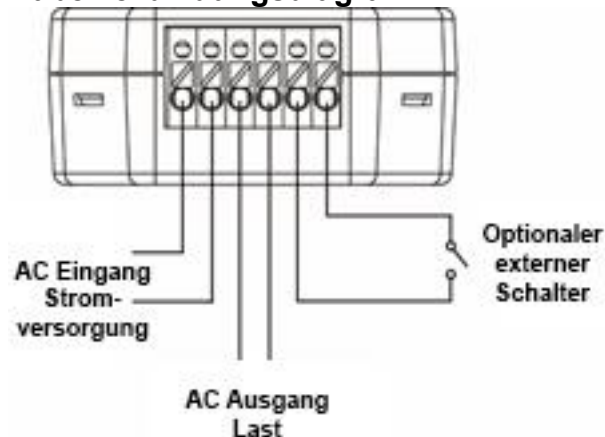 AC Eingang
Strom-
versorgung
AC Ausgang
Last
Optionaler
externer
Schalter